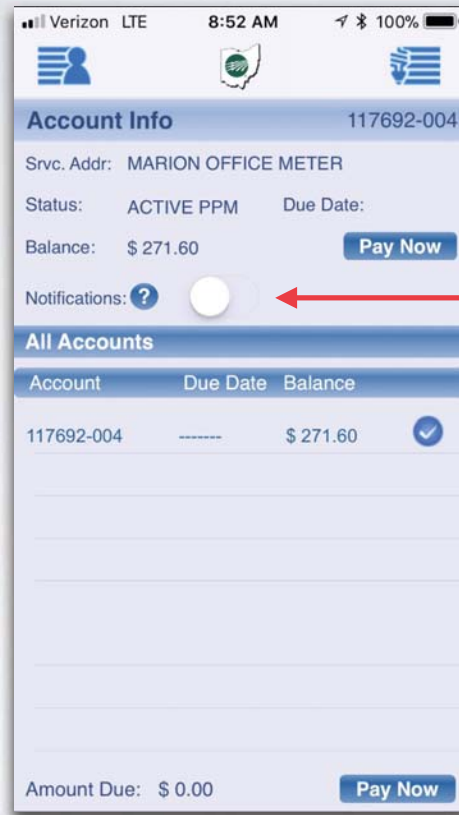 Verizon LTE 8:52 AM 100%
Account Info 117692-004
Srvc. Addr: MARION OFFICE METER
Status: ACTIVE PPM Due Date:
Balance: $ 271.60 Pay Now
Notifications: ?
All Accounts
Account Due Date Balance
117692-004 ------- $ 271.60
Amount Due: $ 0.00 Pay Now